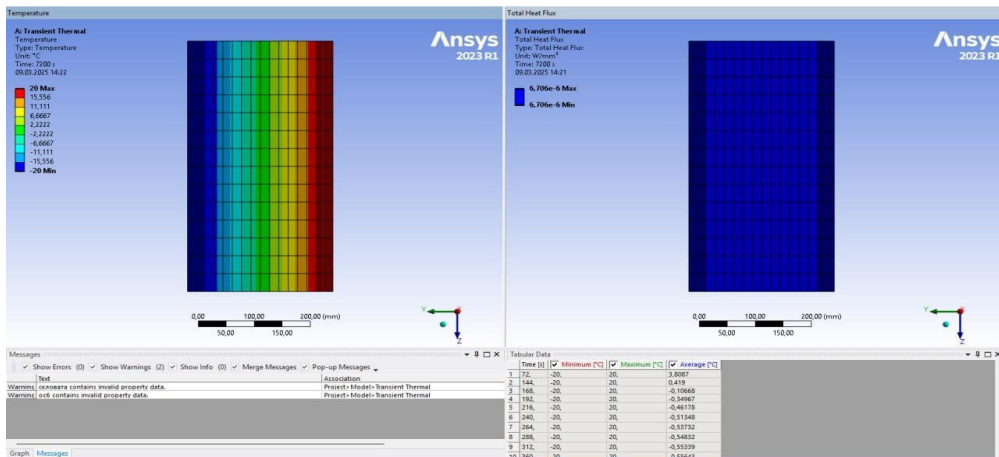 Temperature
A: Transient Thermal
Temperature
Type: Temperature
Unit: °C
Time: 7200 s
09.03.2025 14:22
20 Max
15,556
11,111
6,6667
2,2222
-2,2222
-6,6667
-11,111
-15,556
-20 Min
Ansys
2023 R1
0,00 100,00 200,00 (mm)
50,00 150,00
Y X
Z
Total Heat Flux
A: Transient Thermal
Total Heat Flux
Type: Total Heat Flux
Unit: W/mm²
Time: 7200 s
09.03.2025 14:21
6,706e-6 Max
6,706e-6 Min
Ansys
2023 R1
0,00 100,00 200,00 (mm)
50,00 150,00
Y X
Z
Messages
Show Errors (0) Show Warnings (2) Show Info (0) Merge Messages Pop-up Messages
Text Association
Warning скловата contains invalid property data. Project>Model>Transient Thermal
Warning осб contains invalid property data. Project>Model>Transient Thermal
Graph Messages
Tabular Data
Time [s] Minimum [°C] Maximum [°C] Average [°C]
1 72, -20, 20, 3,8087
2 144, -20, 20, 0,419
3 168, -20, 20, -0,10668
4 192, -20, 20, -0,34967
5 216, -20, 20, -0,46178
6 240, -20, 20, -0,51348
7 264, -20, 20, -0,53732
8 288, -20, 20, -0,54832
9 312, -20, 20, -0,55339